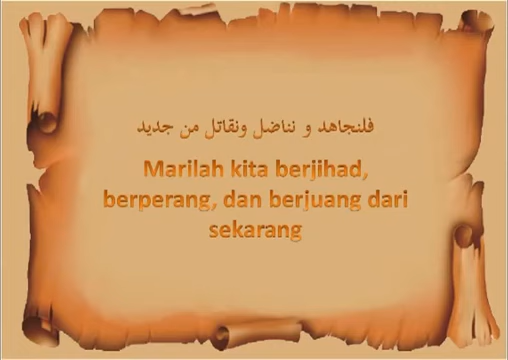 فلنجاهد و نناضل ونقاتل من جديد
Marilah kita berjihad,
berperang, dan berjuang dari
sekarang